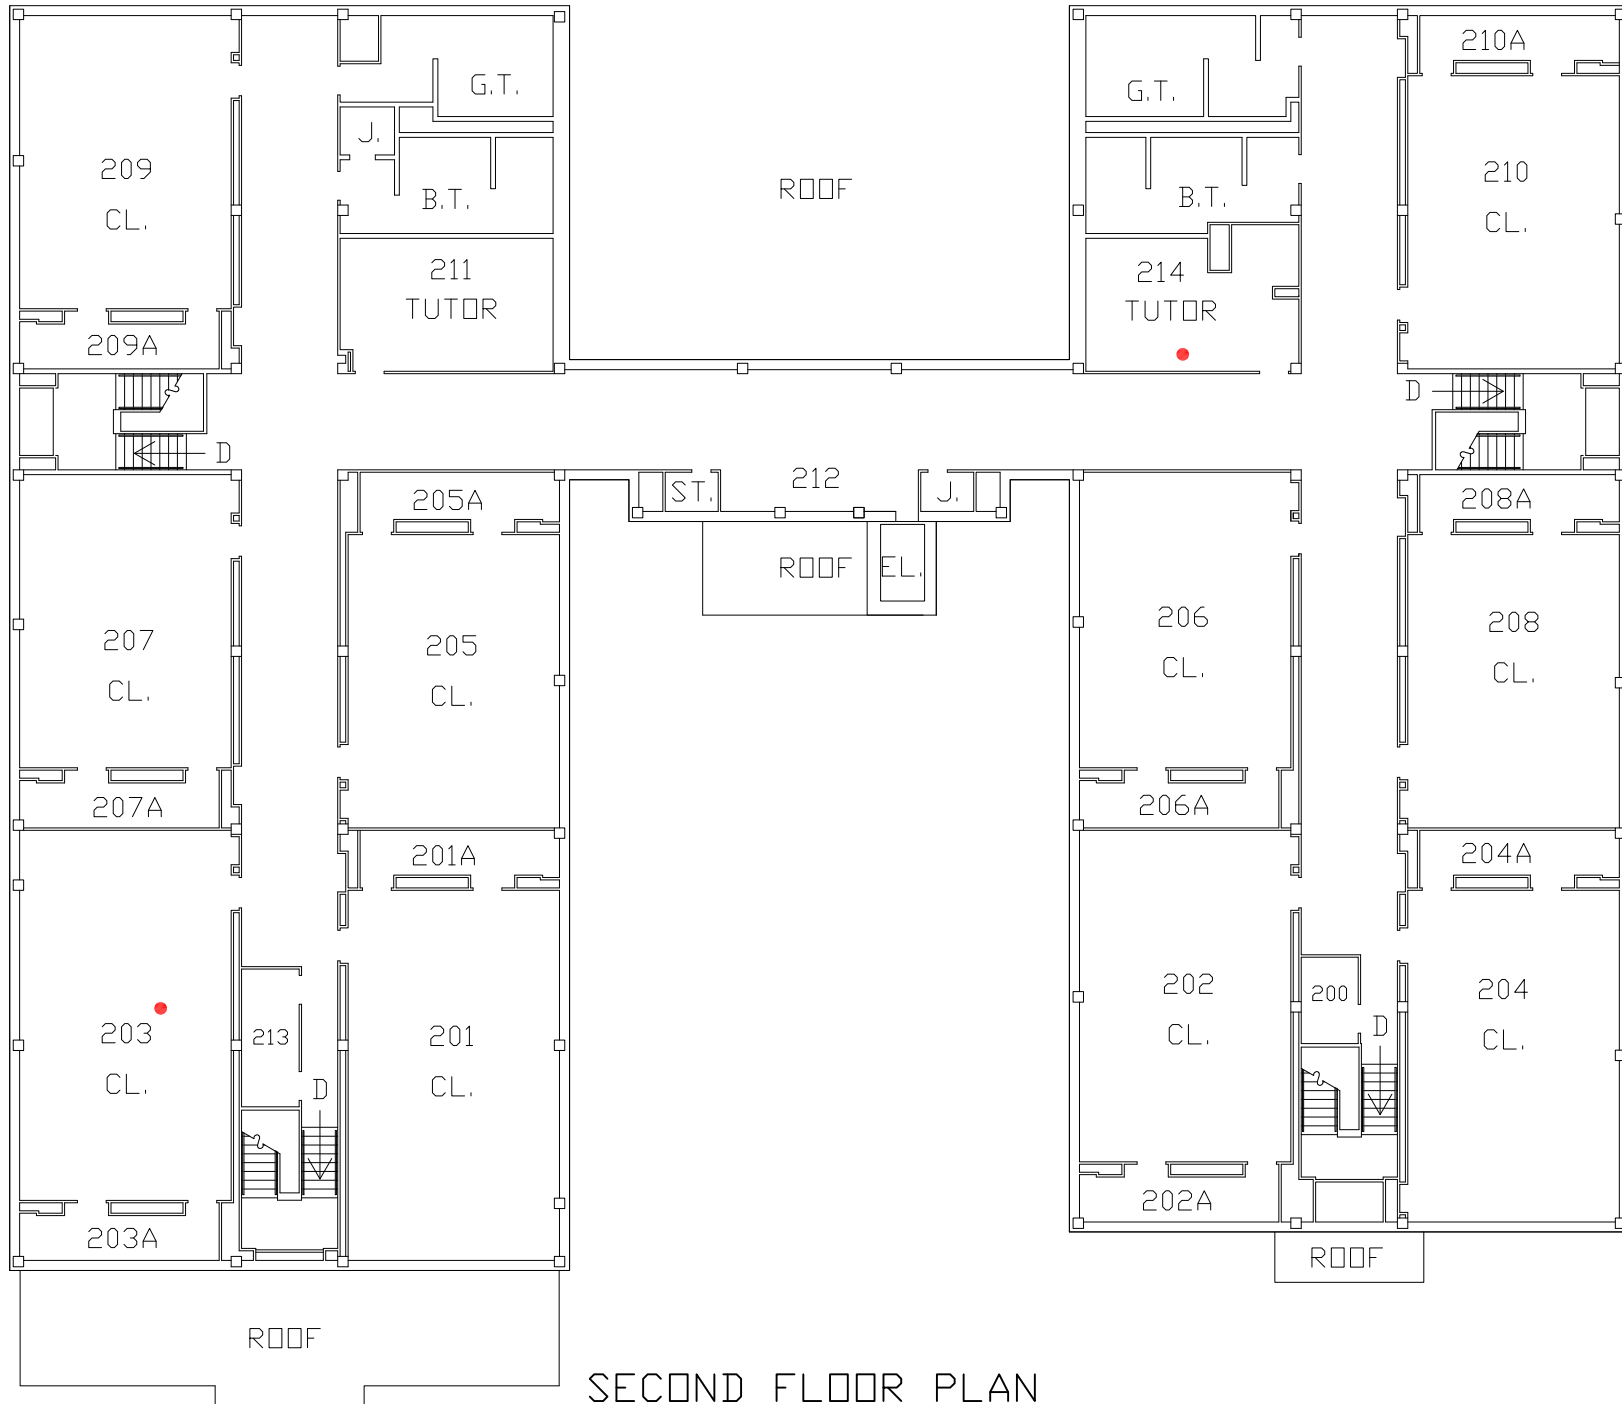 210A
G.T.
G.T.
J.
209
CL.
B.T.
ROOF
B.T.
210
CL.
211
TUTOR
214
TUTOR
209A
D
D
205A
ST.
212
J.
208A
ROOF
EL.
207
CL.
205
CL.
206
CL.
208
CL.
207A
206A
201A
204A
203
CL.
213
201
CL.
202
CL.
200
204
CL.
D
D
203A
202A
ROOF
ROOF
SECOND FLOOR PLAN